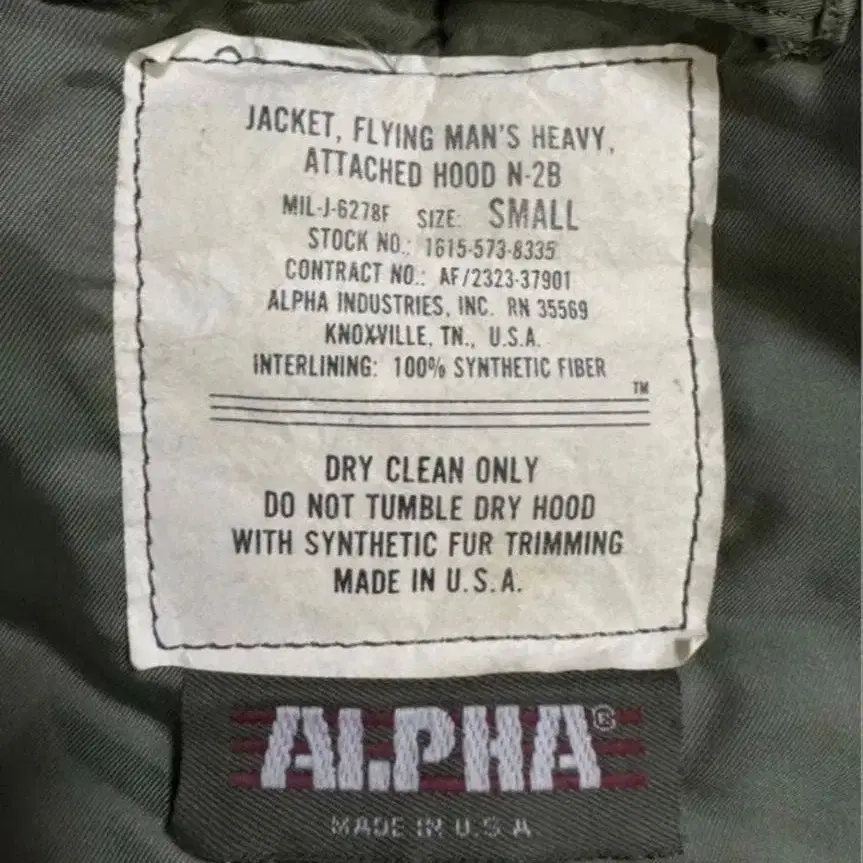 JACKET, FLYING MAN'S HEAVY,
ATTACHED HOOD N-2B
MIL-J-6278F SIZE: SMALL
STOCK NO.: 1615-573-8335
CONTRACT NO.: AF/2323-37901
ALPHA INDUSTRIES, INC. RN 35569
KNOXVILLE, TN., U.S.A.
INTERLINING: 100% SYNTHETIC FIBER
TM
DRY CLEAN ONLY
DO NOT TUMBLE DRY HOOD
WITH SYNTHETIC FUR TRIMMING
MADE IN U.S.A.
ALPHA®
MADE IN U.S.A